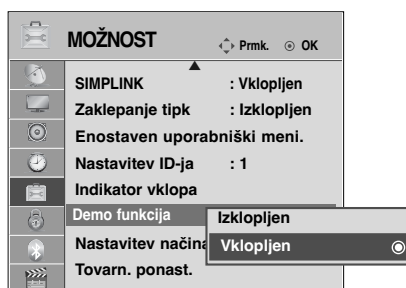 MOŽNOST Prmk. OK
SIMPLINK : Vklopljen
Zaklepanje tipk : Izklopljen
Enostaven uporabniški meni.
Nastavitev ID-ja : 1
Indikator vklopa
Demo funkcija Izklopljen
Nastavitev načina Vklopljen
Tovarn. ponast.